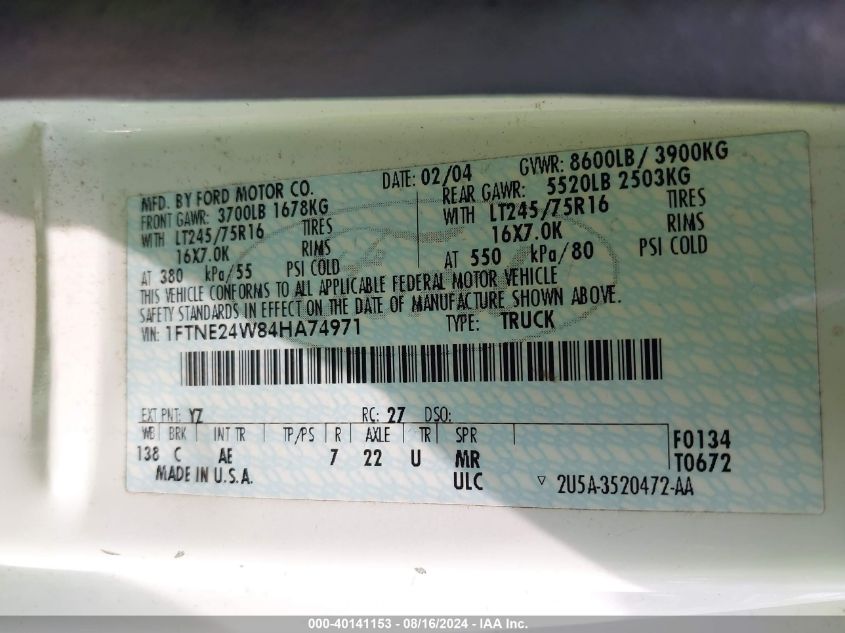 MFD. BY FORD MOTOR CO. DATE: 02/04 GVWR: 8600LB/ 3900KG
FRONT GAWR: 3700LB 1678KG REAR GAWR: 5520LB 2503KG
WITH LT245/75R16 TIRES WITH LT245/75R16 TIRES
16X7.0K RIMS 16X7.0K RIMS
AT 380 kPa/55 PSI COLD AT 550 kPa/80 PSI COLD
THIS VEHICLE CONFORMS TO ALL APPLICABLE FEDERAL MOTOR VEHICLE
SAFETY STANDARDS IN EFFECT ON THE DATE OF MANUFACTURE SHOWN ABOVE.
VIN: 1FTNE24W84HA74971 TYPE: TRUCK
EXT PNT: YZ RC: 27 DSO:
WB BRK INT TR TP/PS R AXLE TR SPR F0134
138 C AE 7 22 U MR T0672
MADE IN U.S.A. ULC ▽ 2U5A-3520472-AA
000-40141153 - 08/16/2024 - IAA Inc.